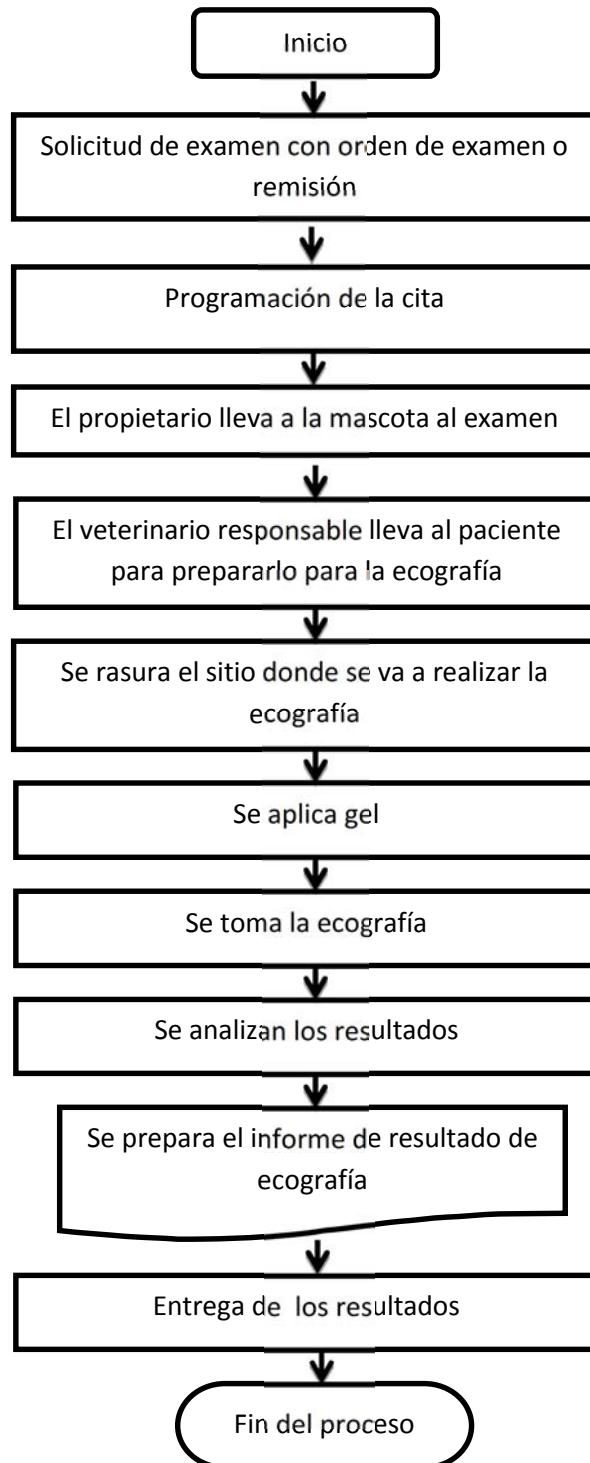 Inicio
Solicitud de examen con orden de examen o
remisión
Programación de la cita
El propietario lleva a la mascota al examen
El veterinario responsable lleva al paciente
para prepararlo para la ecografía
Se rasura el sitio donde se va a realizar la
ecografía
Se aplica gel
Se toma la ecografía
Se analizan los resultados
Se prepara el informe de resultado de
ecografía
Entrega de  los resultados
Fin del proceso